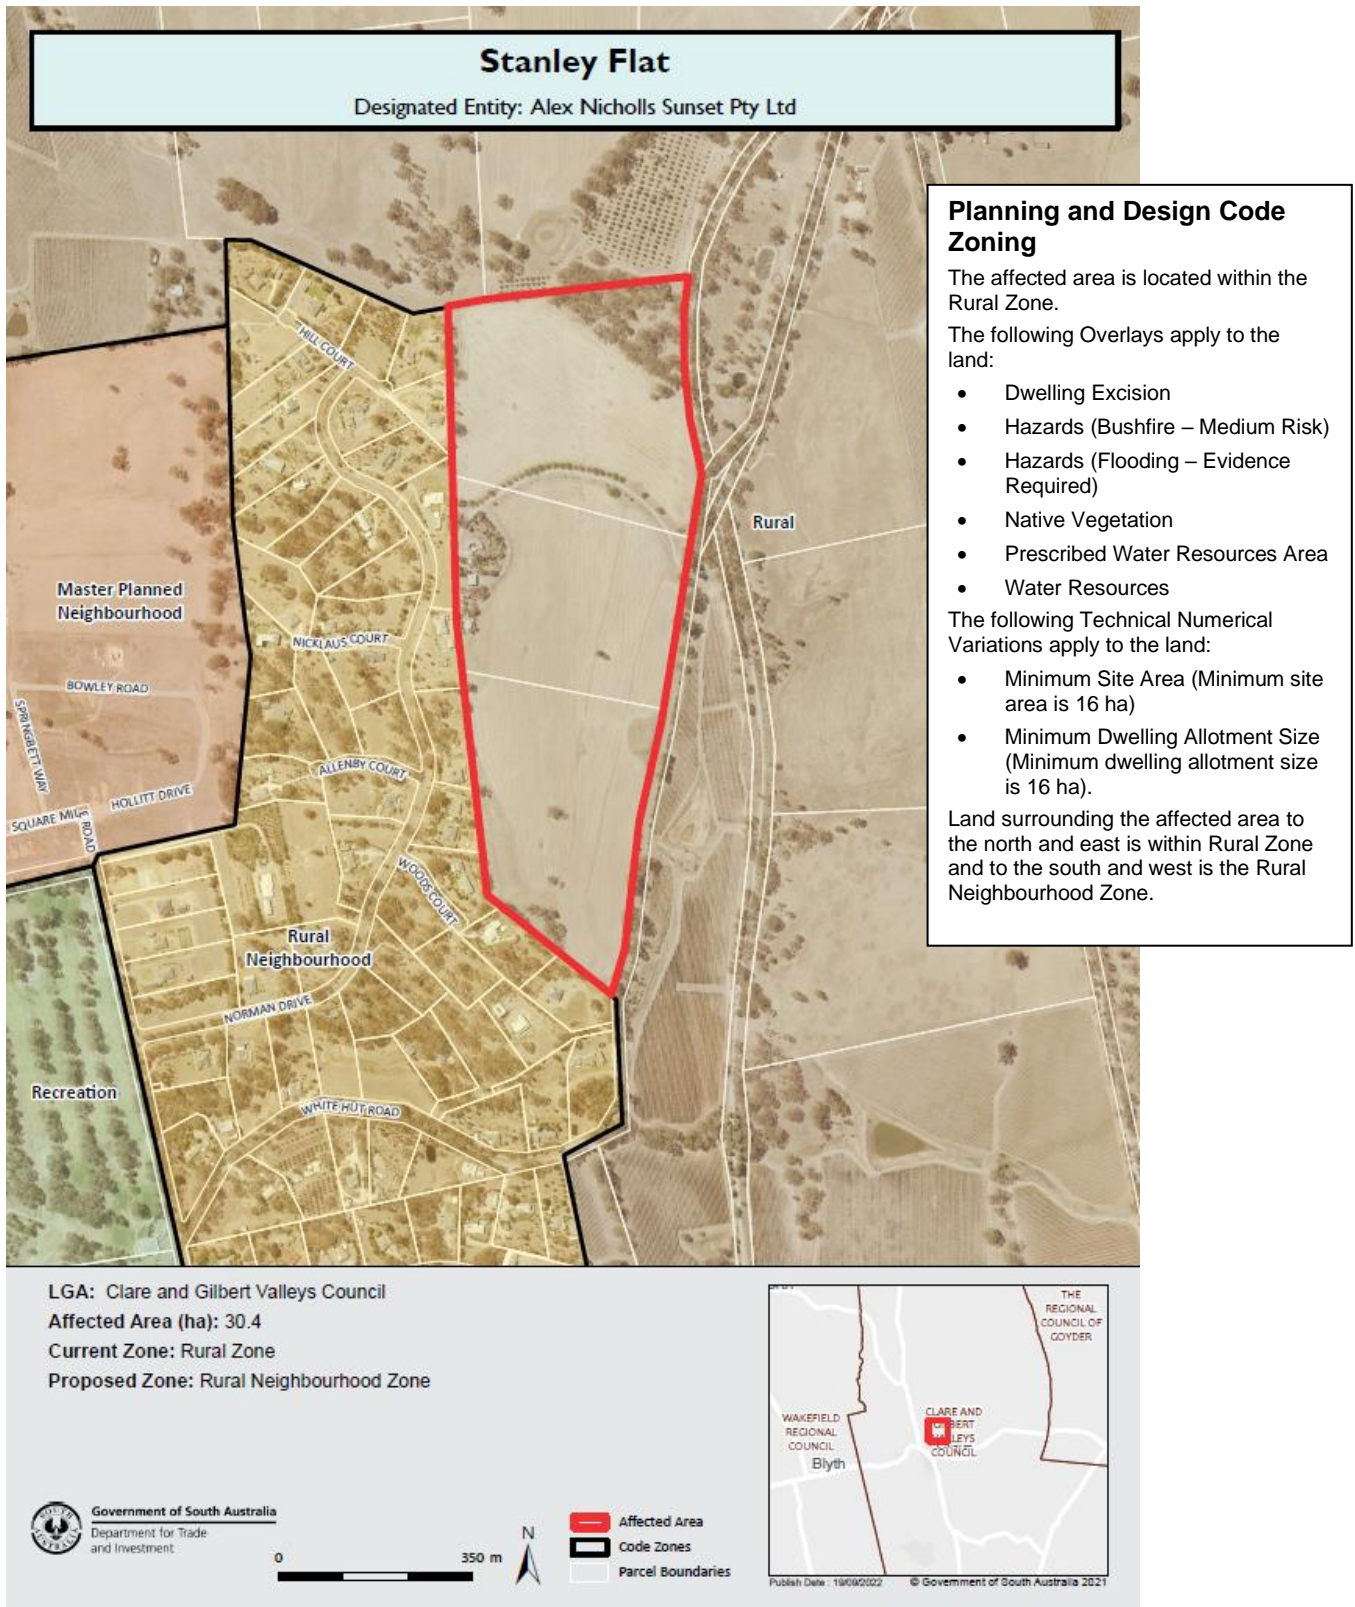 Stanley Flat
Designated Entity: Alex Nicholls Sunset Pty Ltd
Planning and Design Code
Zoning
The affected area is located within the
Rural Zone.
The following Overlays apply to the
land:
• Dwelling Excision
• Hazards (Bushfire – Medium Risk)
• Hazards (Flooding – Evidence
Required)
• Native Vegetation
• Prescribed Water Resources Area
• Water Resources
The following Technical Numerical
Variations apply to the land:
• Minimum Site Area (Minimum site
area is 16 ha)
• Minimum Dwelling Allotment Size
(Minimum dwelling allotment size
is 16 ha).
Land surrounding the affected area to
the north and east is within Rural Zone
and to the south and west is the Rural
Neighbourhood Zone.
HILL COURT
Rural
Master Planned
Neighbourhood
NICKLAUS COURT
BOWLEY ROAD
SPRINGBETT WAY
ALLENBY COURT
HOLLITT DRIVE
SQUARE MILE ROAD
WOODS COURT
Rural
Neighbourhood
NORMAN DRIVE
Recreation
WHITE HUT ROAD
LGA: Clare and Gilbert Valleys Council
Affected Area (ha): 30.4
Current Zone: Rural Zone
Proposed Zone: Rural Neighbourhood Zone
THE
REGIONAL
COUNCIL OF
GOYDER
WAKEFIELD
REGIONAL
COUNCIL
Blyth
CLARE AND
GILBERT
VALLEYS
COUNCIL
SOUTH AUSTRALIA
Government of South Australia
Department for Trade
and Investment
0 350 m
N
Affected Area
Code Zones
Parcel Boundaries
Publish Date : 19/09/2022 © Government of South Australia 2021